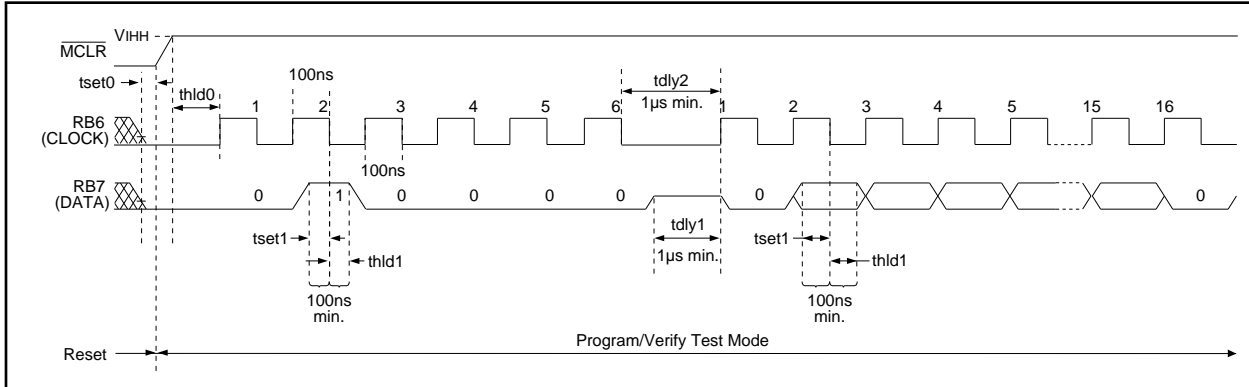 VIHH
MCLR
tset0
thld0
100ns
tdly2
1µs min.
1 2 3 4 5 6 1 2 3 4 5 15 16
RB6
(CLOCK)
100ns
RB7
(DATA)
0 1 0 0 0 0 0 0
tset1
thld1
100ns
min.
tdly1
1µs min.
tset1
thld1
100ns
min.
Reset
Program/Verify Test Mode